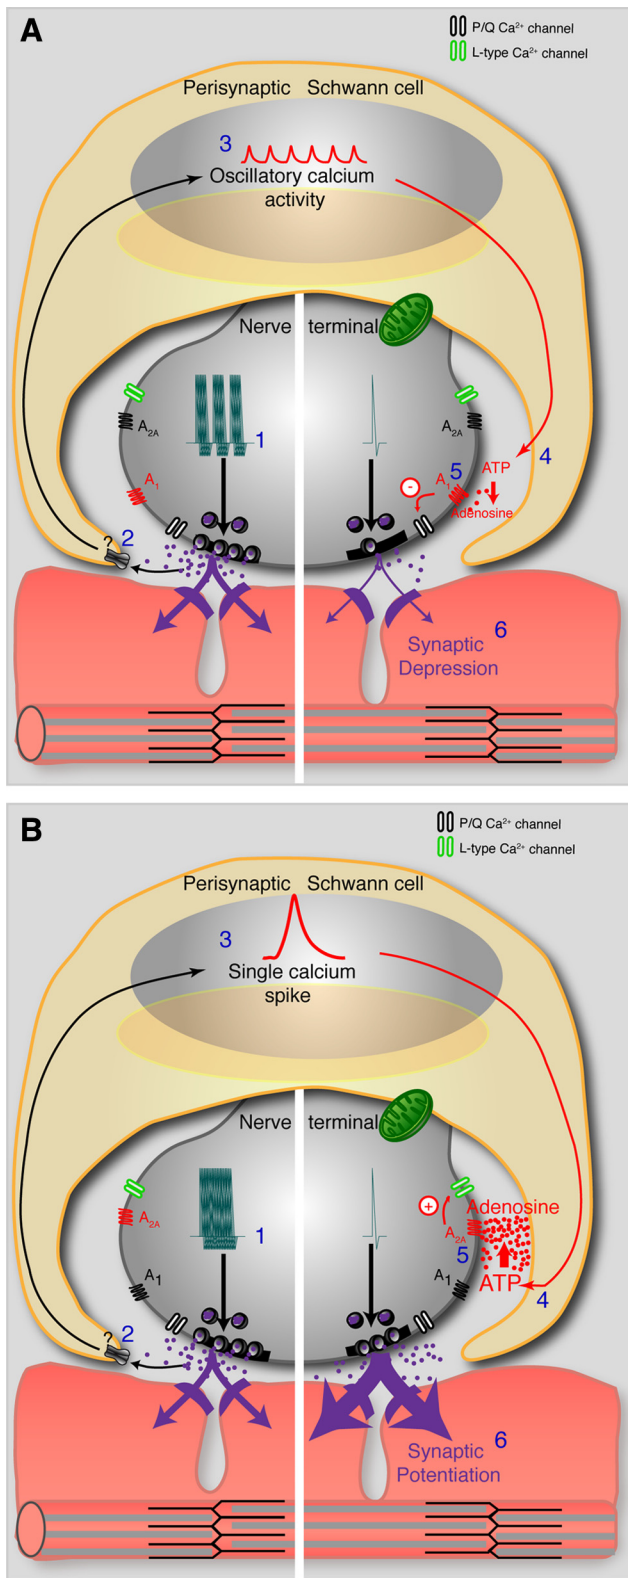 A
P/Q Ca²⁺ channel
L-type Ca²⁺ channel
Perisynaptic Schwann cell
3
Oscillatory calcium
activity
Nerve terminal
1
A2A
A2A
4
5
ATP
A1
A1
-
Adenosine
?
2
6
Synaptic
Depression
B
P/Q Ca²⁺ channel
L-type Ca²⁺ channel
Perisynaptic Schwann cell
3
Single calcium
spike
Nerve terminal
+
Adenosine
A2A
A2A
1
5
A1
A1
ATP
4
?
2
6
Synaptic
Potentiation